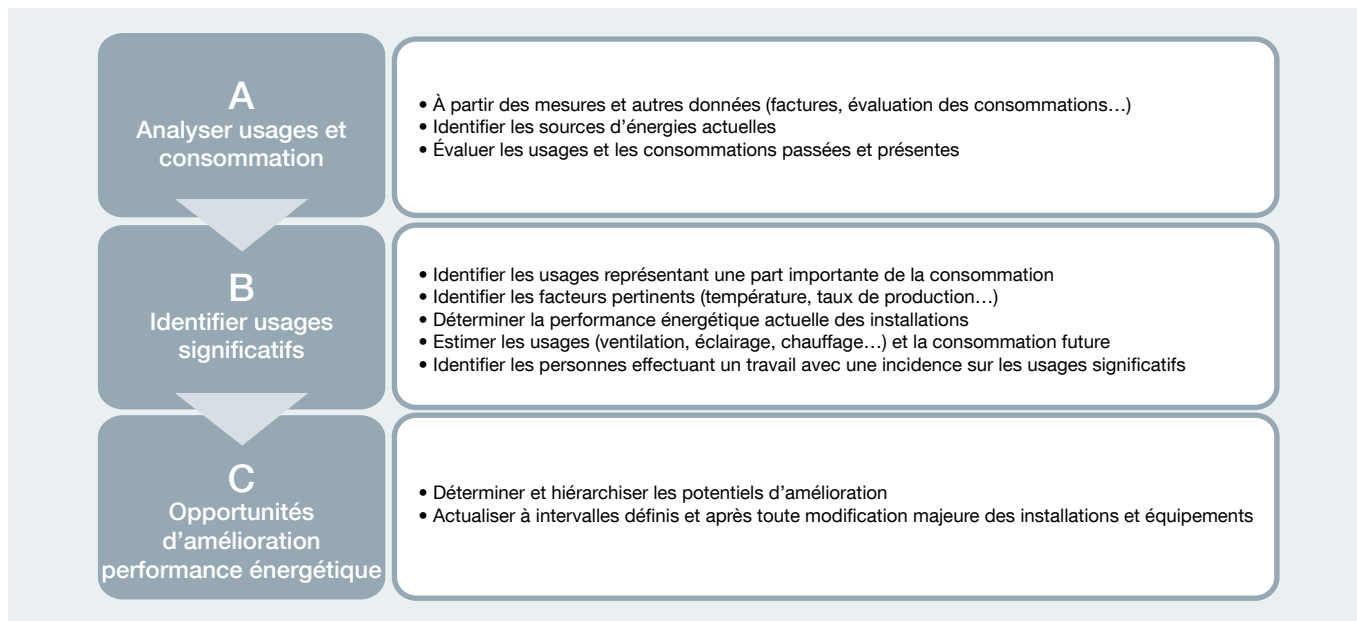 A
Analyser usages et
consommation
• À partir des mesures et autres données (factures, évaluation des consommations…)
• Identifier les sources d’énergies actuelles
• Évaluer les usages et les consommations passées et présentes
B
Identifier usages
significatifs
• Identifier les usages représentant une part importante de la consommation
• Identifier les facteurs pertinents (température, taux de production…)
• Déterminer la performance énergétique actuelle des installations
• Estimer les usages (ventilation, éclairage, chauffage…) et la consommation future
• Identifier les personnes effectuant un travail avec une incidence sur les usages significatifs
C
Opportunités
d’amélioration
performance énergétique
• Déterminer et hiérarchiser les potentiels d’amélioration
• Actualiser à intervalles définis et après toute modification majeure des installations et équipements